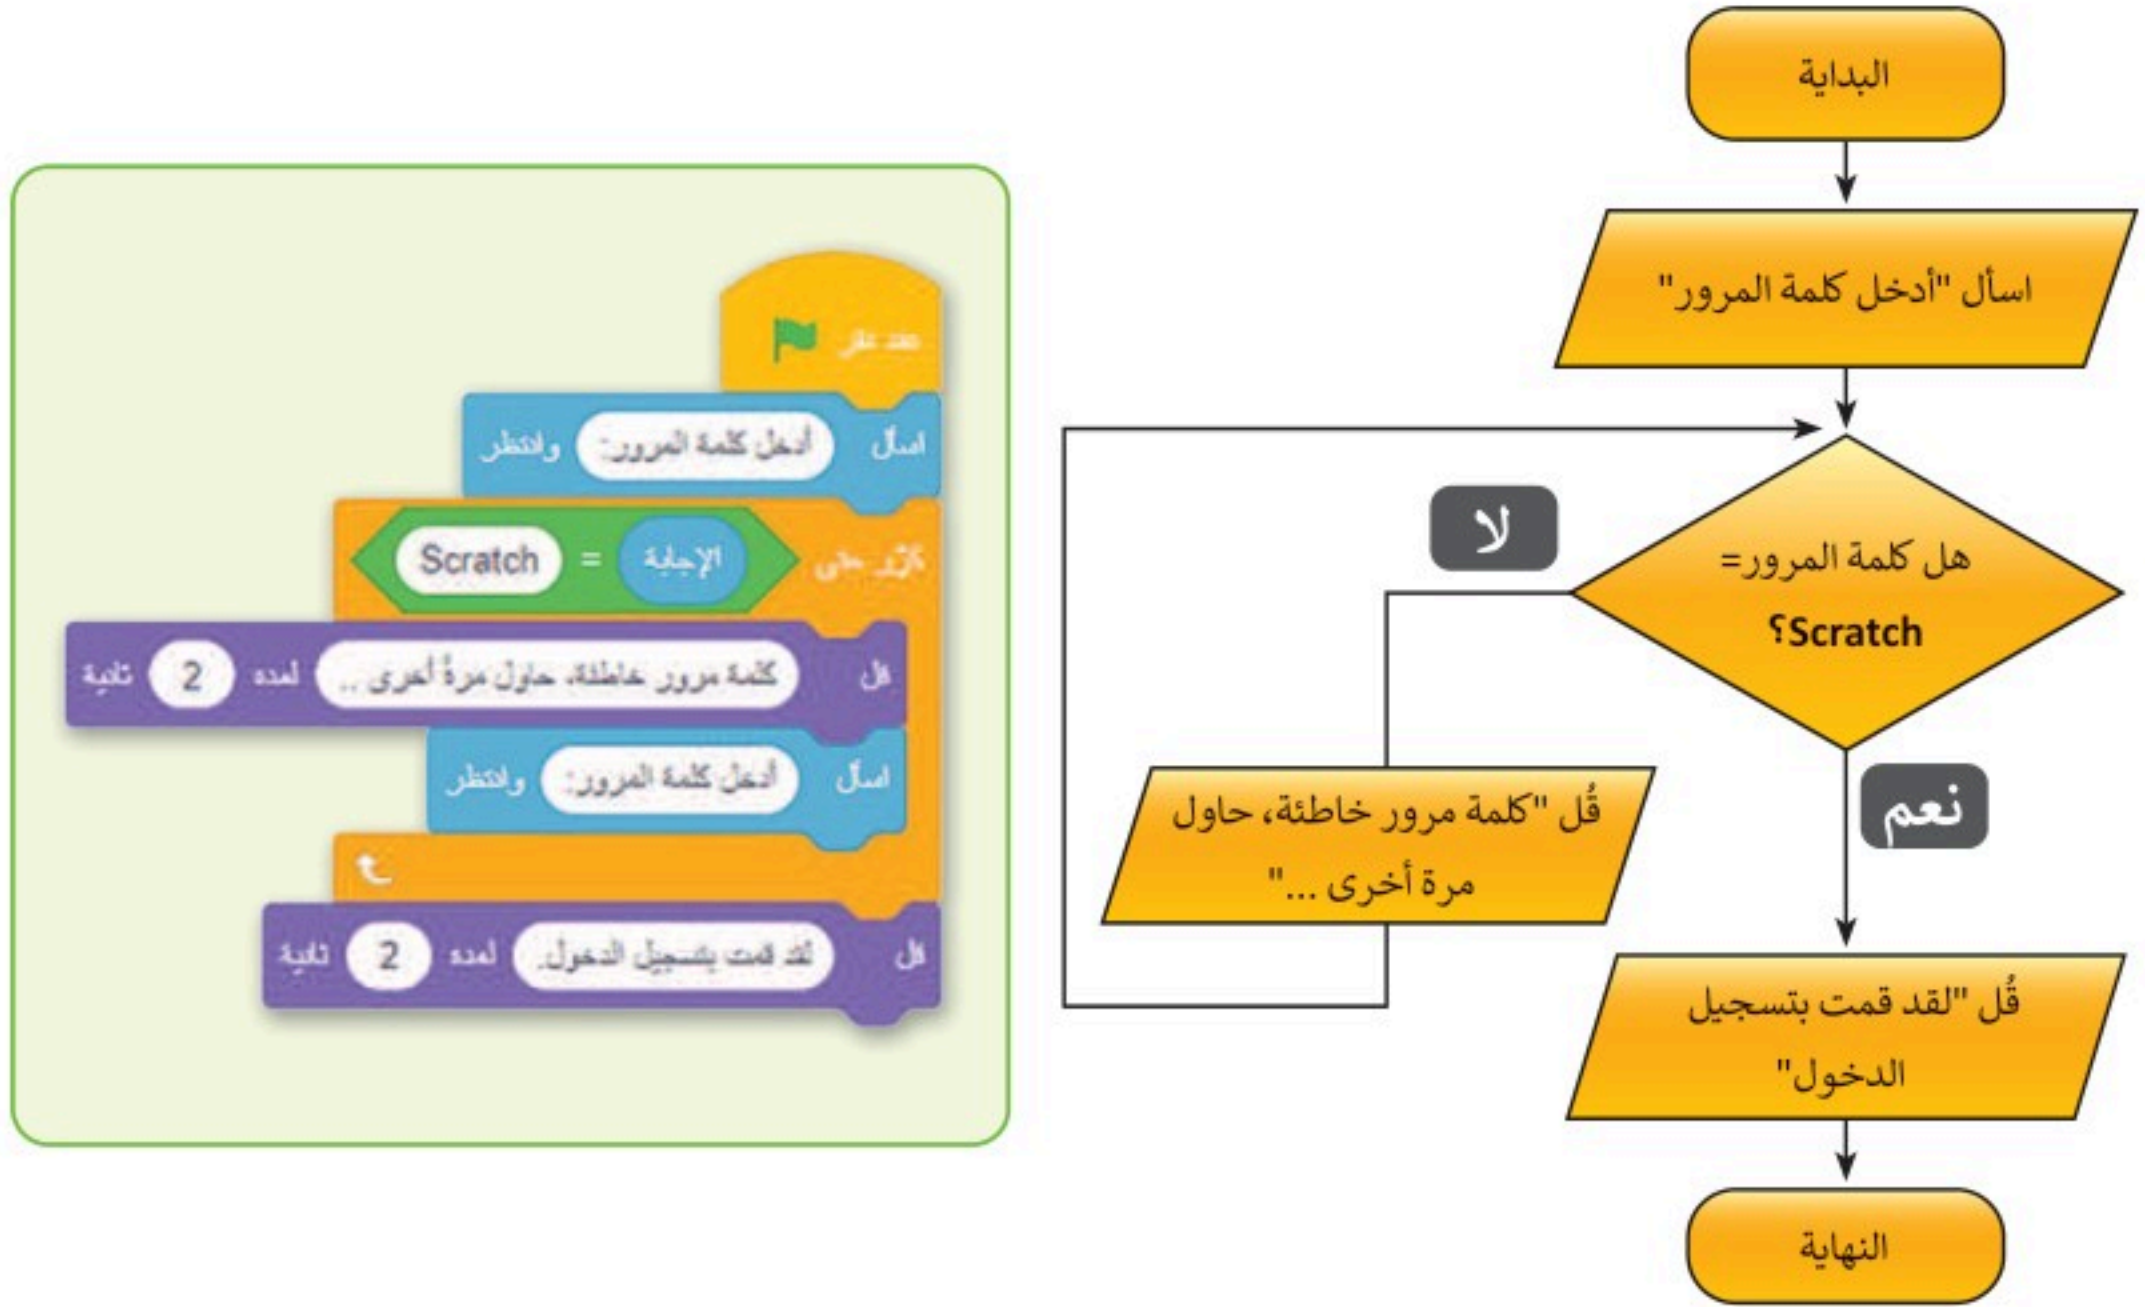 البداية
اسأل "أدخل كلمة المرور"
هل كلمة المرور=
Scratch؟
لا
نعم
قُل "كلمة مرور خاطئة، حاول
مرة أخرى ..."
قُل "لقد قمت بتسجيل
الدخول"
النهاية
عند نقر
اسأل أدخل كلمة المرور: وانتظر
كرّر حتى الإجابة = Scratch
قل كلمة مرور خاطئة، حاول مرة أخرى .. لمدة 2 ثانية
اسأل أدخل كلمة المرور: وانتظر
قل لقد قمت بتسجيل الدخول. لمدة 2 ثانية